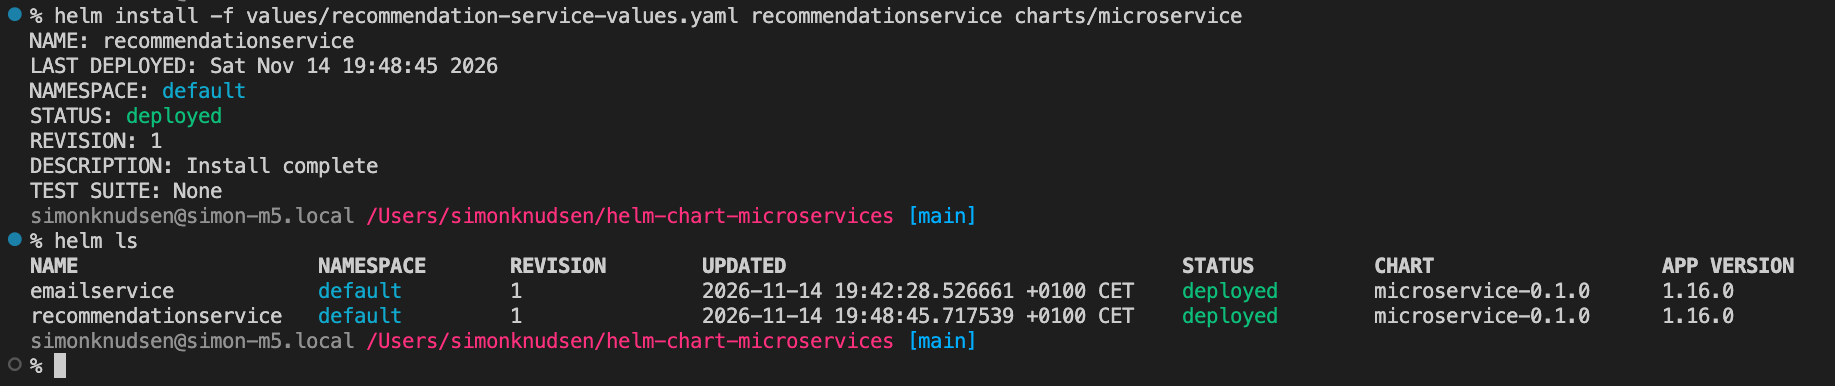 % helm install -f values/recommendation-service-values.yaml recommendationservice charts/microservice
NAME: recommendationservice
LAST DEPLOYED: Sat Nov 14 19:48:45 2026
NAMESPACE: default
STATUS: deployed
REVISION: 1
DESCRIPTION: Install complete
TEST SUITE: None
simonknudsen@simon-m5.local /Users/simonknudsen/helm-chart-microservices [main]
% helm ls
NAME NAMESPACE REVISION UPDATED STATUS CHART APP VERSION
emailservice default 1 2026-11-14 19:42:28.526661 +0100 CET deployed microservice-0.1.0 1.16.0
recommendationservice default 1 2026-11-14 19:48:45.717539 +0100 CET deployed microservice-0.1.0 1.16.0
simonknudsen@simon-m5.local /Users/simonknudsen/helm-chart-microservices [main]
%